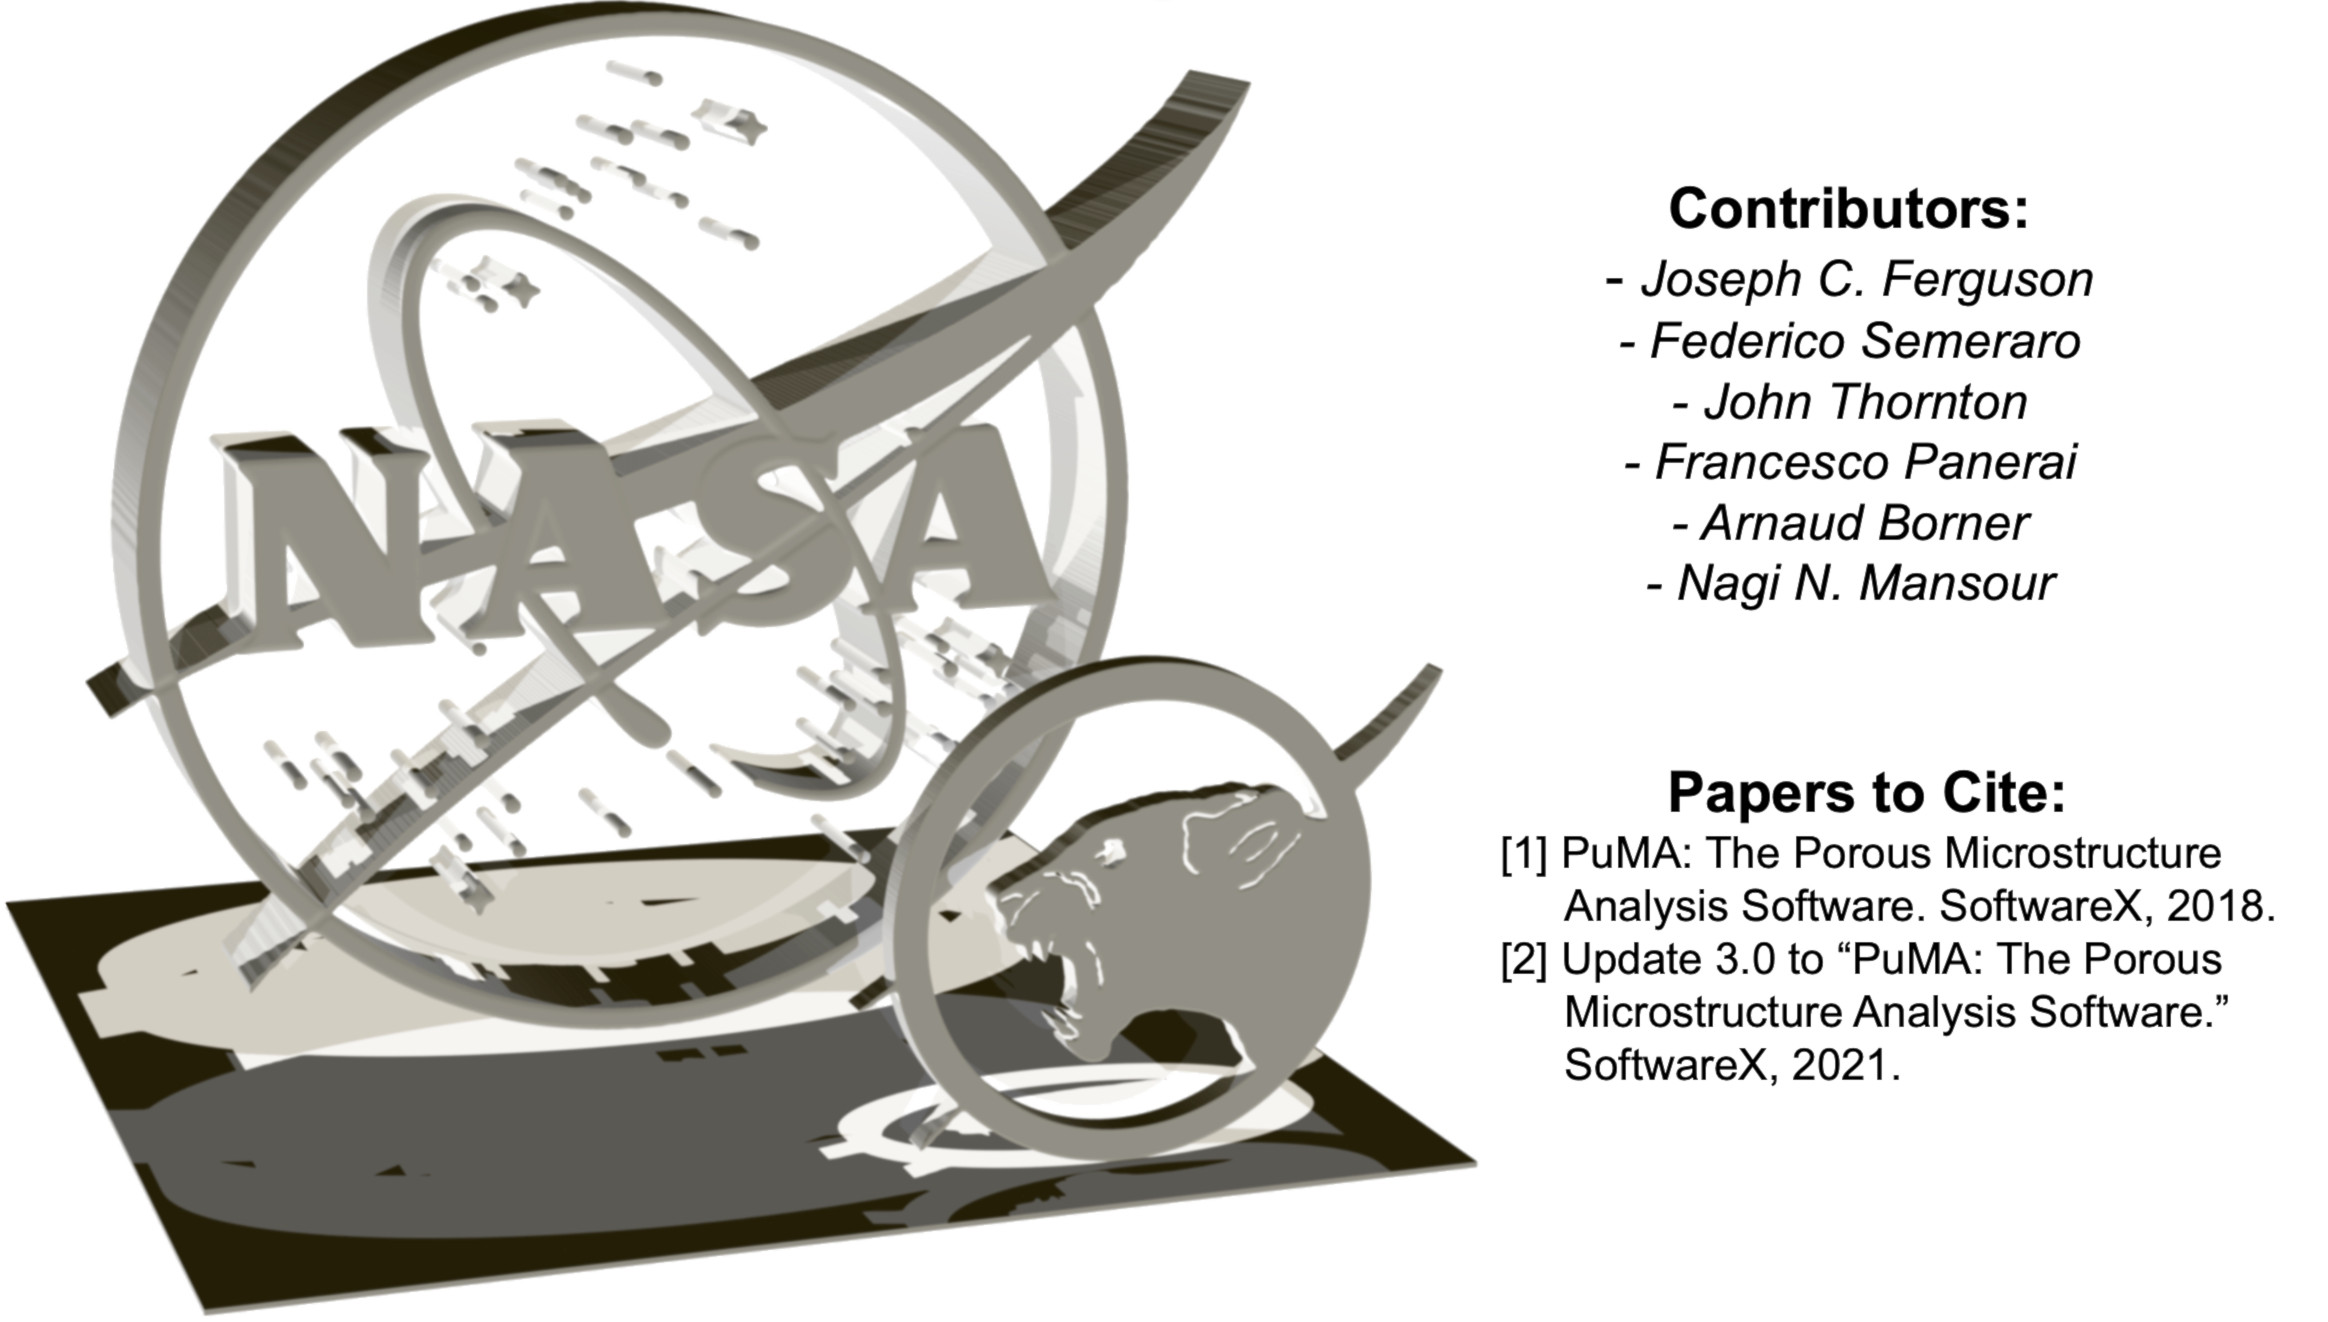 NASA
Contributors:
- Joseph C. Ferguson
- Federico Semeraro
- John Thornton
- Francesco Panerai
- Arnaud Borner
- Nagi N. Mansour
Papers to Cite:
[1] PuMA: The Porous Microstructure
Analysis Software. SoftwareX, 2018.
[2] Update 3.0 to “PuMA: The Porous
Microstructure Analysis Software.”
SoftwareX, 2021.